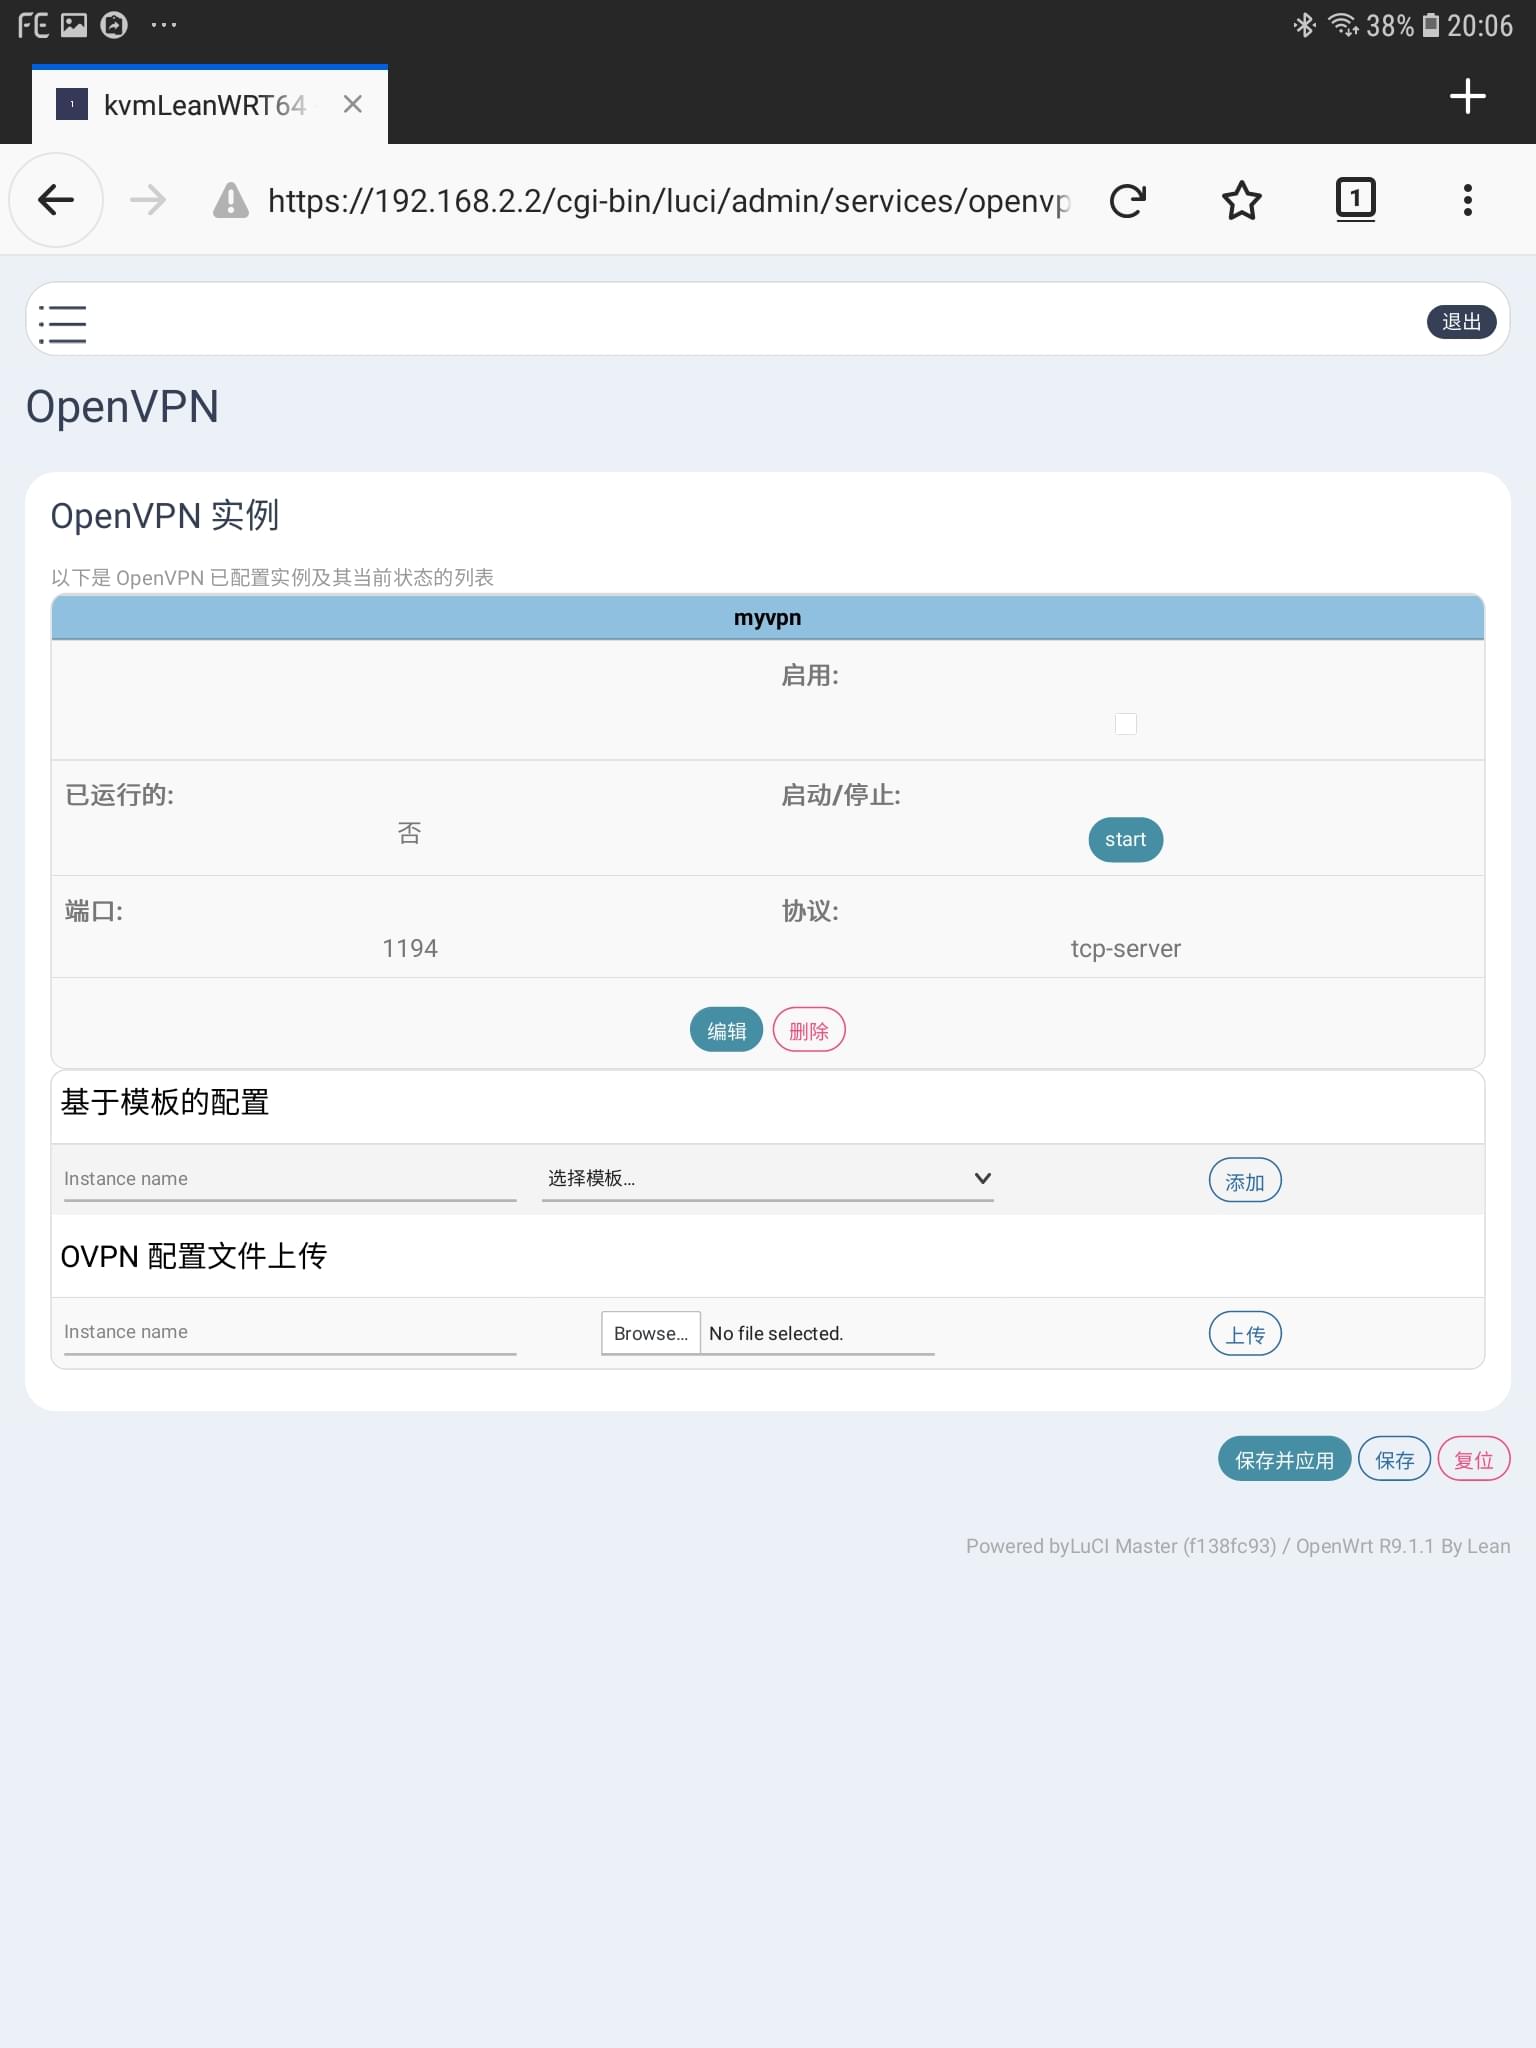 FE
38% 20:06
kvmLeanWRT64
https://192.168.2.2/cgi-bin/luci/admin/services/openvp
1
退出
OpenVPN
OpenVPN 实例
以下是 OpenVPN 已配置实例及其当前状态的列表
myvpn
启用:
已运行的:
否
启动/停止:
start
端口:
1194
协议:
tcp-server
编辑 删除
基于模板的配置
Instance name 选择模板... 添加
OVPN 配置文件上传
Instance name Browse... No file selected. 上传
保存并应用 保存 复位
Powered byLuCI Master (f138fc93) / OpenWrt R9.1.1 By Lean